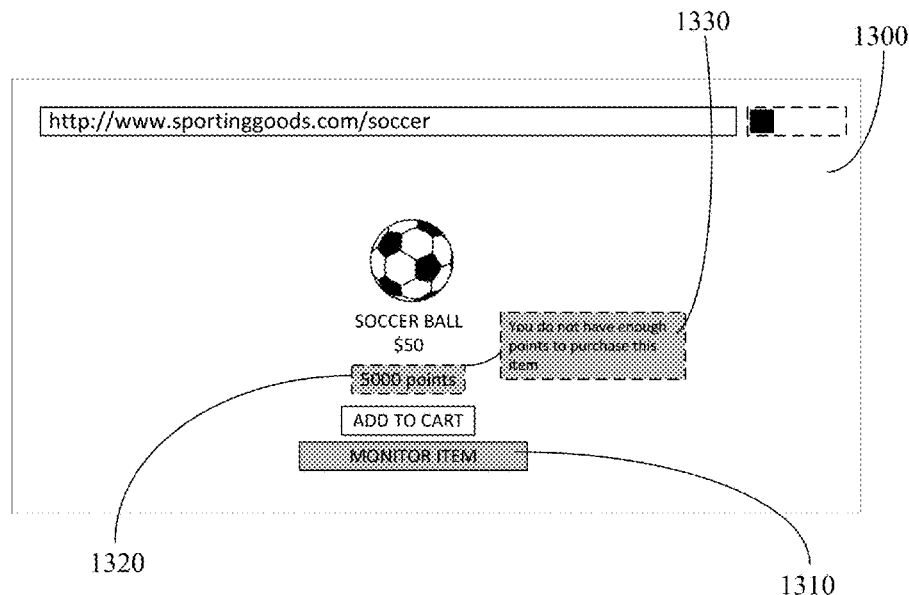 1330
1300
http://www.sportinggoods.com/soccer
SOCCER BALL
$50
You do not have enough
points to purchase this
item
5000 points
ADD TO CART
MONITOR ITEM
1320
1310